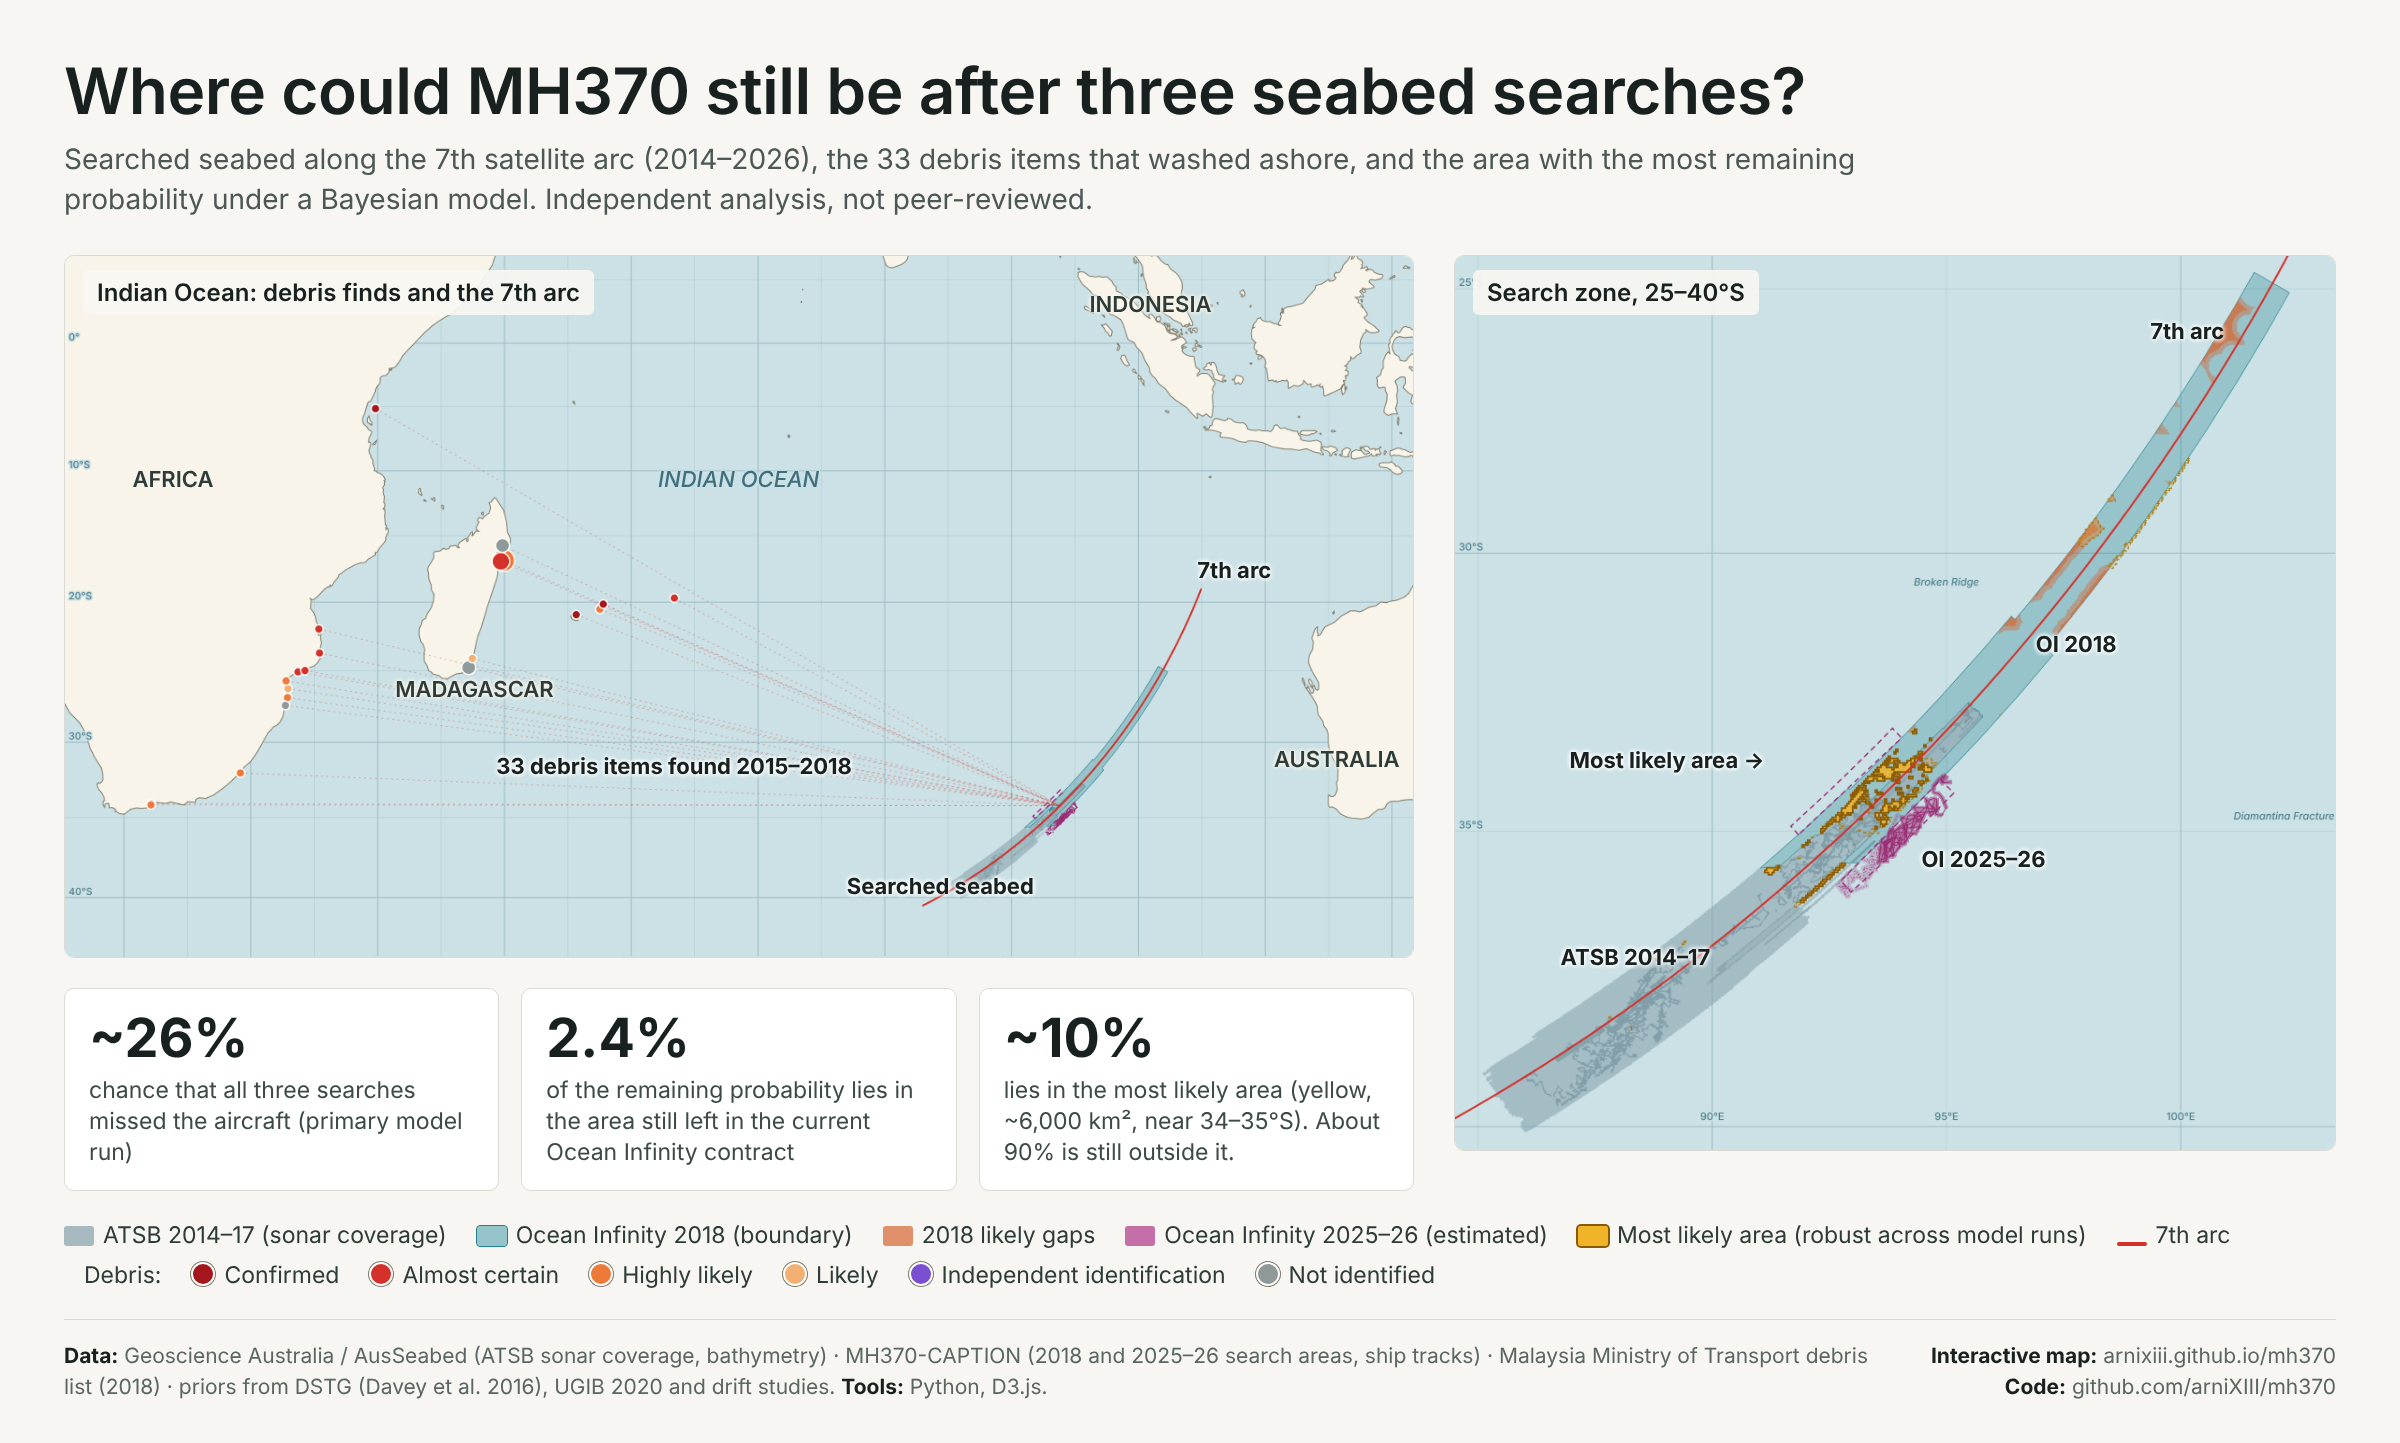 Where could MH370 still be after three seabed searches?
Searched seabed along the 7th satellite arc (2014–2026), the 33 debris items that washed ashore, and the area with the most remaining
probability under a Bayesian model. Independent analysis, not peer-reviewed.
Indian Ocean: debris finds and the 7th arc
INDONESIA
0°
10°S
AFRICA
INDIAN OCEAN
7th arc
20°S
MADAGASCAR
30°S
33 debris items found 2015–2018
AUSTRALIA
40°S
Searched seabed
Search zone, 25–40°S
7th arc
30°S
Broken Ridge
OI 2018
Most likely area →
35°S
Diamantina Fracture
OI 2025–26
ATSB 2014–17
90°E
95°E
100°E
~26%
chance that all three searches
missed the aircraft (primary model
run)
2.4%
of the remaining probability lies in
the area still left in the current
Ocean Infinity contract
~10%
lies in the most likely area (yellow,
~6,000 km², near 34–35°S). About
90% is still outside it.
ATSB 2014–17 (sonar coverage) Ocean Infinity 2018 (boundary) 2018 likely gaps Ocean Infinity 2025–26 (estimated) Most likely area (robust across model runs) 7th arc
Debris: Confirmed Almost certain Highly likely Likely Independent identification Not identified
Data: Geoscience Australia / AusSeabed (ATSB sonar coverage, bathymetry) · MH370-CAPTION (2018 and 2025–26 search areas, ship tracks) · Malaysia Ministry of Transport debris
list (2018) · priors from DSTG (Davey et al. 2016), UGIB 2020 and drift studies. Tools: Python, D3.js.
Interactive map: arnixiii.github.io/mh370
Code: github.com/arniXIII/mh370